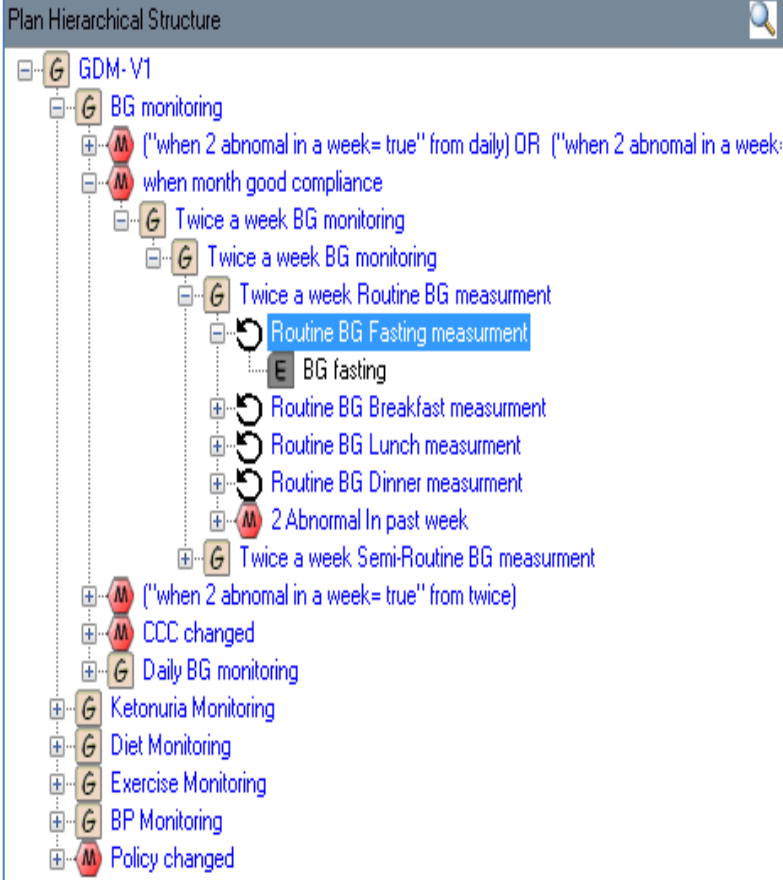 Plan Hierarchical Structure
G GDM-V1
G BG monitoring
M ("when 2 abnomal in a week= true" from daily) OR ("when 2 abnomal in a week=
M when month good compliance
G Twice a week BG monitoring
G Twice a week BG monitoring
G Twice a week Routine BG measurment
Routine BG Fasting measurment
E BG fasting
Routine BG Breakfast measurment
Routine BG Lunch measurment
Routine BG Dinner measurment
M 2 Abnormal In past week
G Twice a week Semi-Routine BG measurment
M ("when 2 abnomal in a week= true" from twice)
M CCC changed
G Daily BG monitoring
G Ketonuria Monitoring
G Diet Monitoring
G Exercise Monitoring
G BP Monitoring
M Policy changed